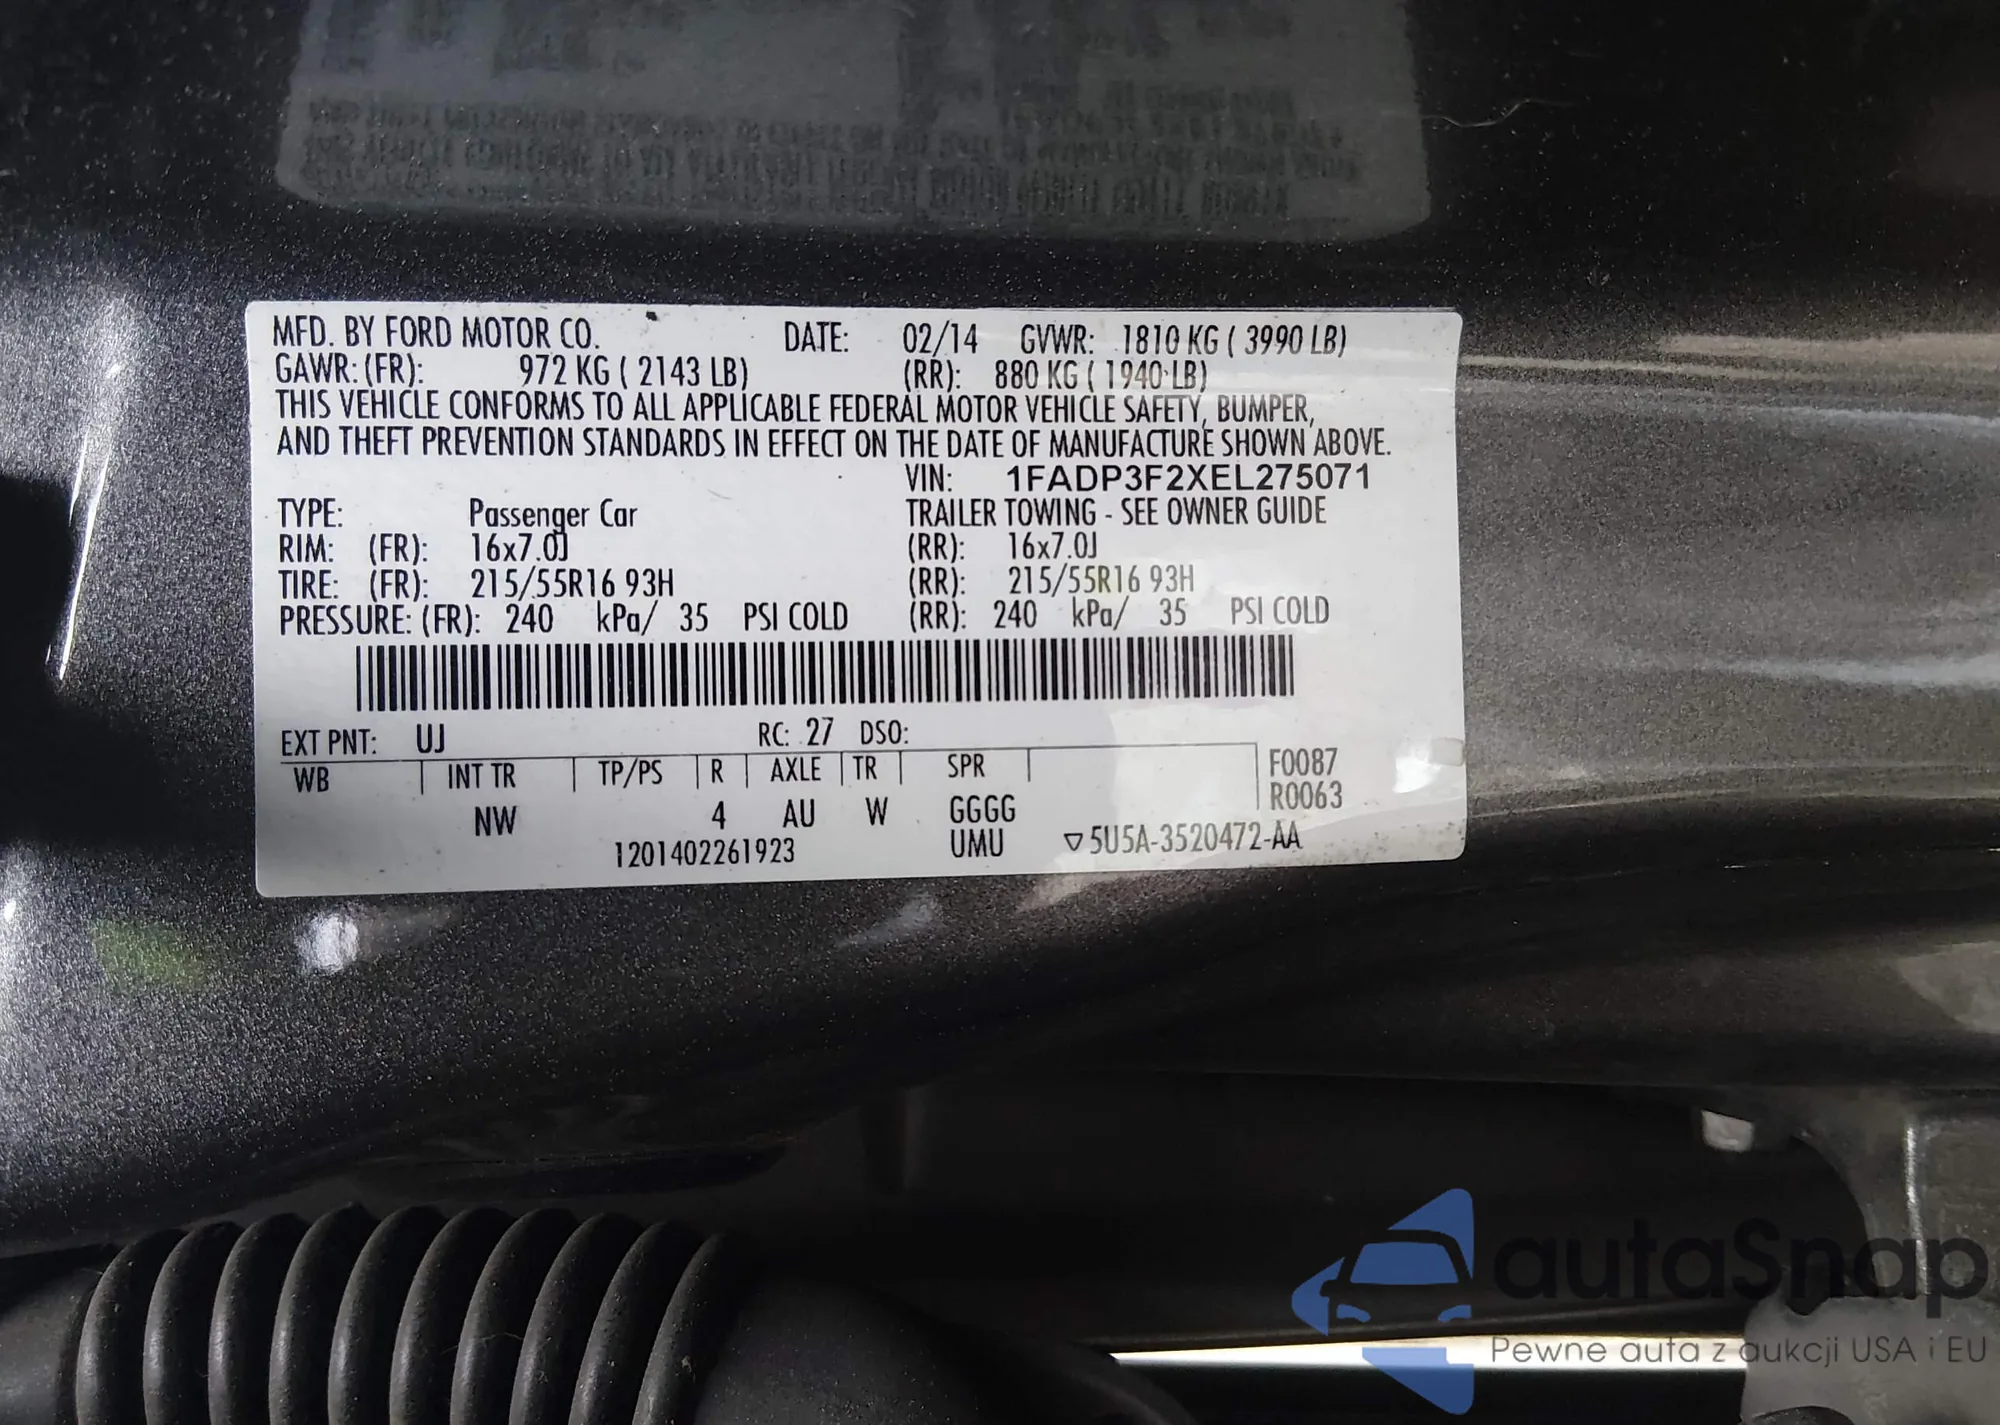 MFD. BY FORD MOTOR CO. DATE: 02/14 GVWR: 1810 KG ( 3990 LB)
GAWR: (FR): 972 KG ( 2143 LB) (RR): 880 KG ( 1940 LB)
THIS VEHICLE CONFORMS TO ALL APPLICABLE FEDERAL MOTOR VEHICLE SAFETY, BUMPER,
AND THEFT PREVENTION STANDARDS IN EFFECT ON THE DATE OF MANUFACTURE SHOWN ABOVE.
VIN: 1FADP3F2XEL275071
TYPE: Passenger Car TRAILER TOWING - SEE OWNER GUIDE
RIM: (FR): 16x7.0J (RR): 16x7.0J
TIRE: (FR): 215/55R16 93H (RR): 215/55R16 93H
PRESSURE: (FR): 240 kPa/ 35 PSI COLD (RR): 240 kPa/ 35 PSI COLD
EXT PNT: UJ RC: 27 DSO:
WB INT TR TP/PS R AXLE TR SPR F0087
R0063
NW 4 AU W GGGG
1201402261923 UMU ▽5U5A-3520472-AA
autaSnap
Pewne auta z aukcji USA i EU